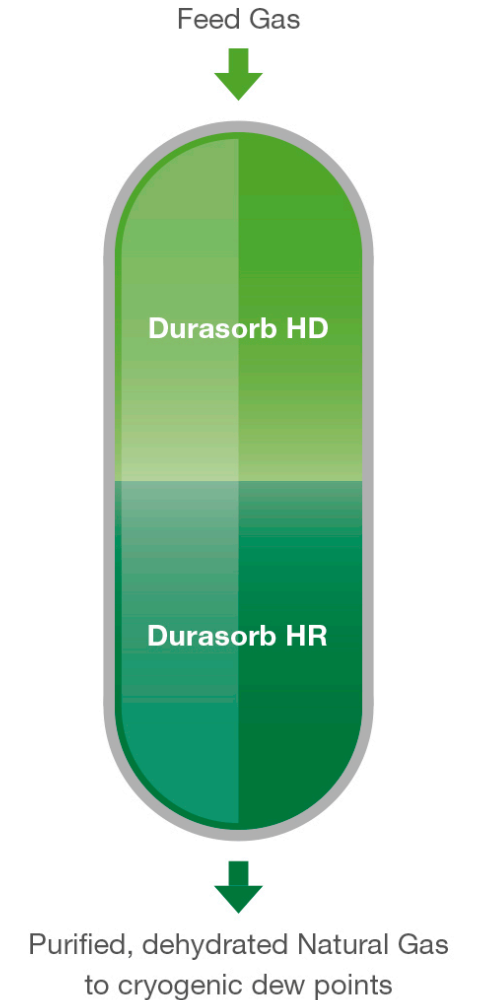 Feed Gas
Durasorb HD
Durasorb HR
Purified, dehydrated Natural Gas
to cryogenic dew points